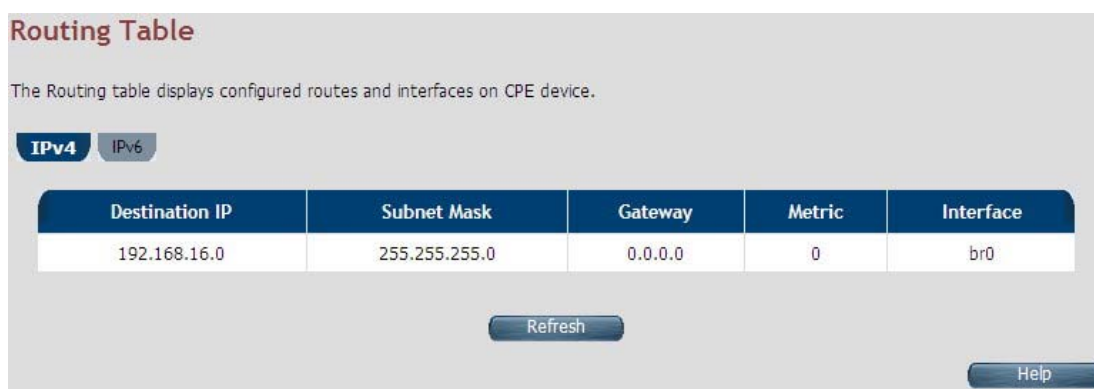 Routing Table
The Routing table displays configured routes and interfaces on CPE device.
IPv4 IPv6
Destination IP Subnet Mask Gateway Metric Interface
192.168.16.0 255.255.255.0 0.0.0.0 0 br0
Refresh
Help